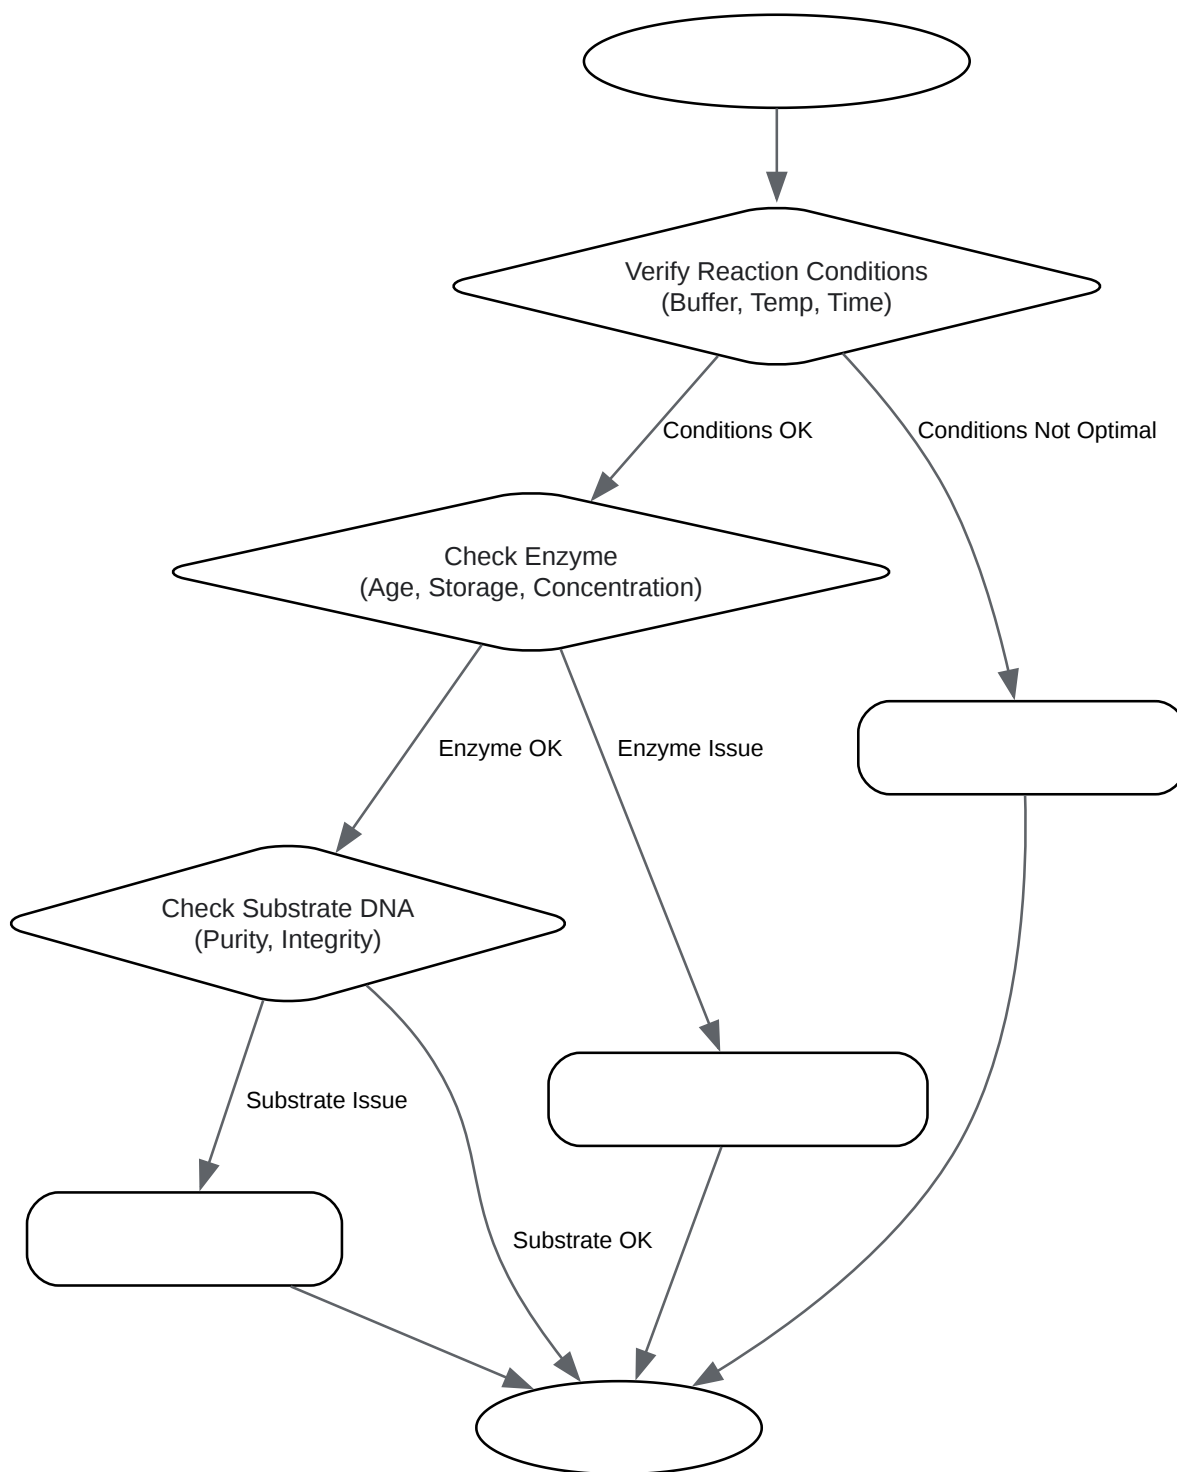 Verify Reaction Conditions
(Buffer, Temp, Time)
Conditions OK
Conditions Not Optimal
Check Enzyme
(Age, Storage, Concentration)
Enzyme OK
Enzyme Issue
Check Substrate DNA
(Purity, Integrity)
Substrate Issue
Substrate OK